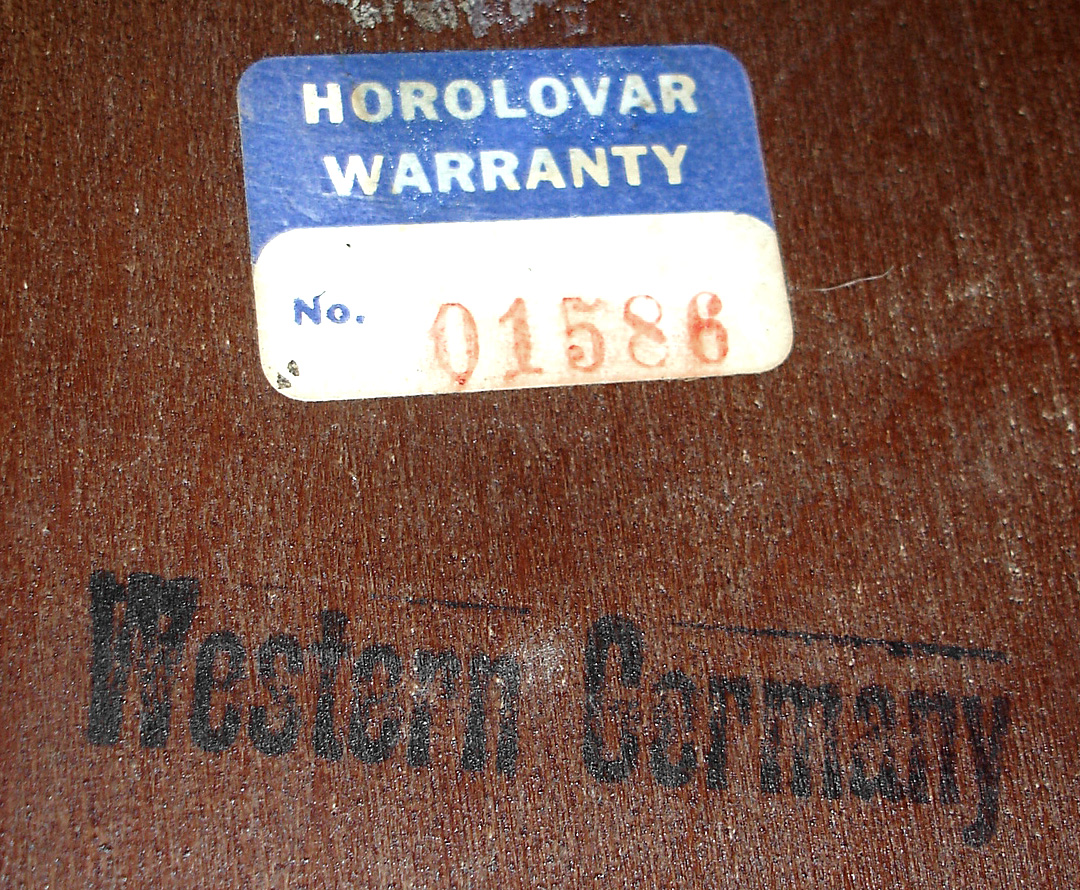 HOROLOVAR
WARRANTY
No. 01586
Western Germany